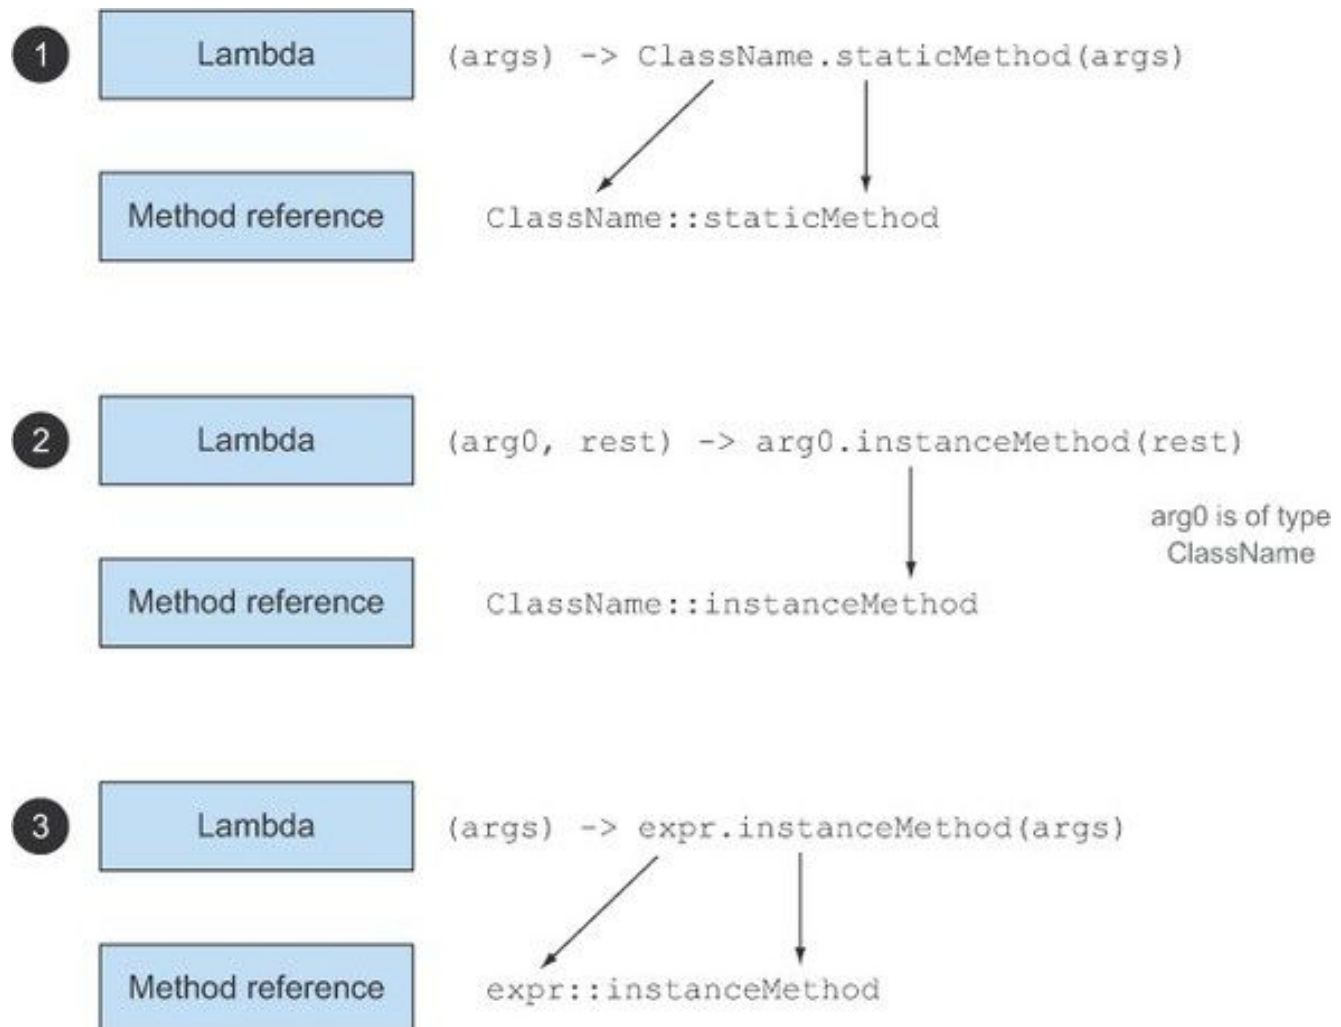 1
Lambda
(args) -> ClassName.staticMethod(args)
Method reference
ClassName::staticMethod
2
Lambda
(arg0, rest) -> arg0.instanceMethod(rest)
arg0 is of type
ClassName
Method reference
ClassName::instanceMethod
3
Lambda
(args) -> expr.instanceMethod(args)
Method reference
expr::instanceMethod